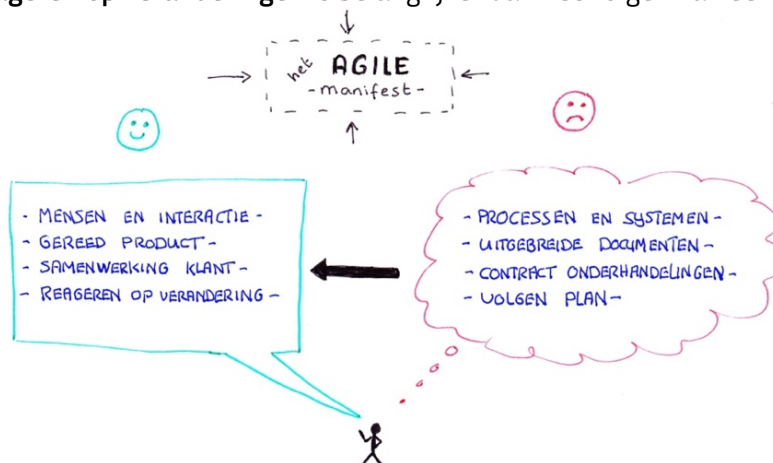 het AGILE
- manifest -
- MENSEN EN INTERACTIE -
- GEREED PRODUCT -
- SAMENWERKING KLANT -
- REAGEREN OP VERANDERING -
- PROCESSEN EN SYSTEMEN -
- UITGEBREIDE DOCUMENTEN -
- CONTRACT ONDERHANDELINGEN -
- VOLGEN PLAN -